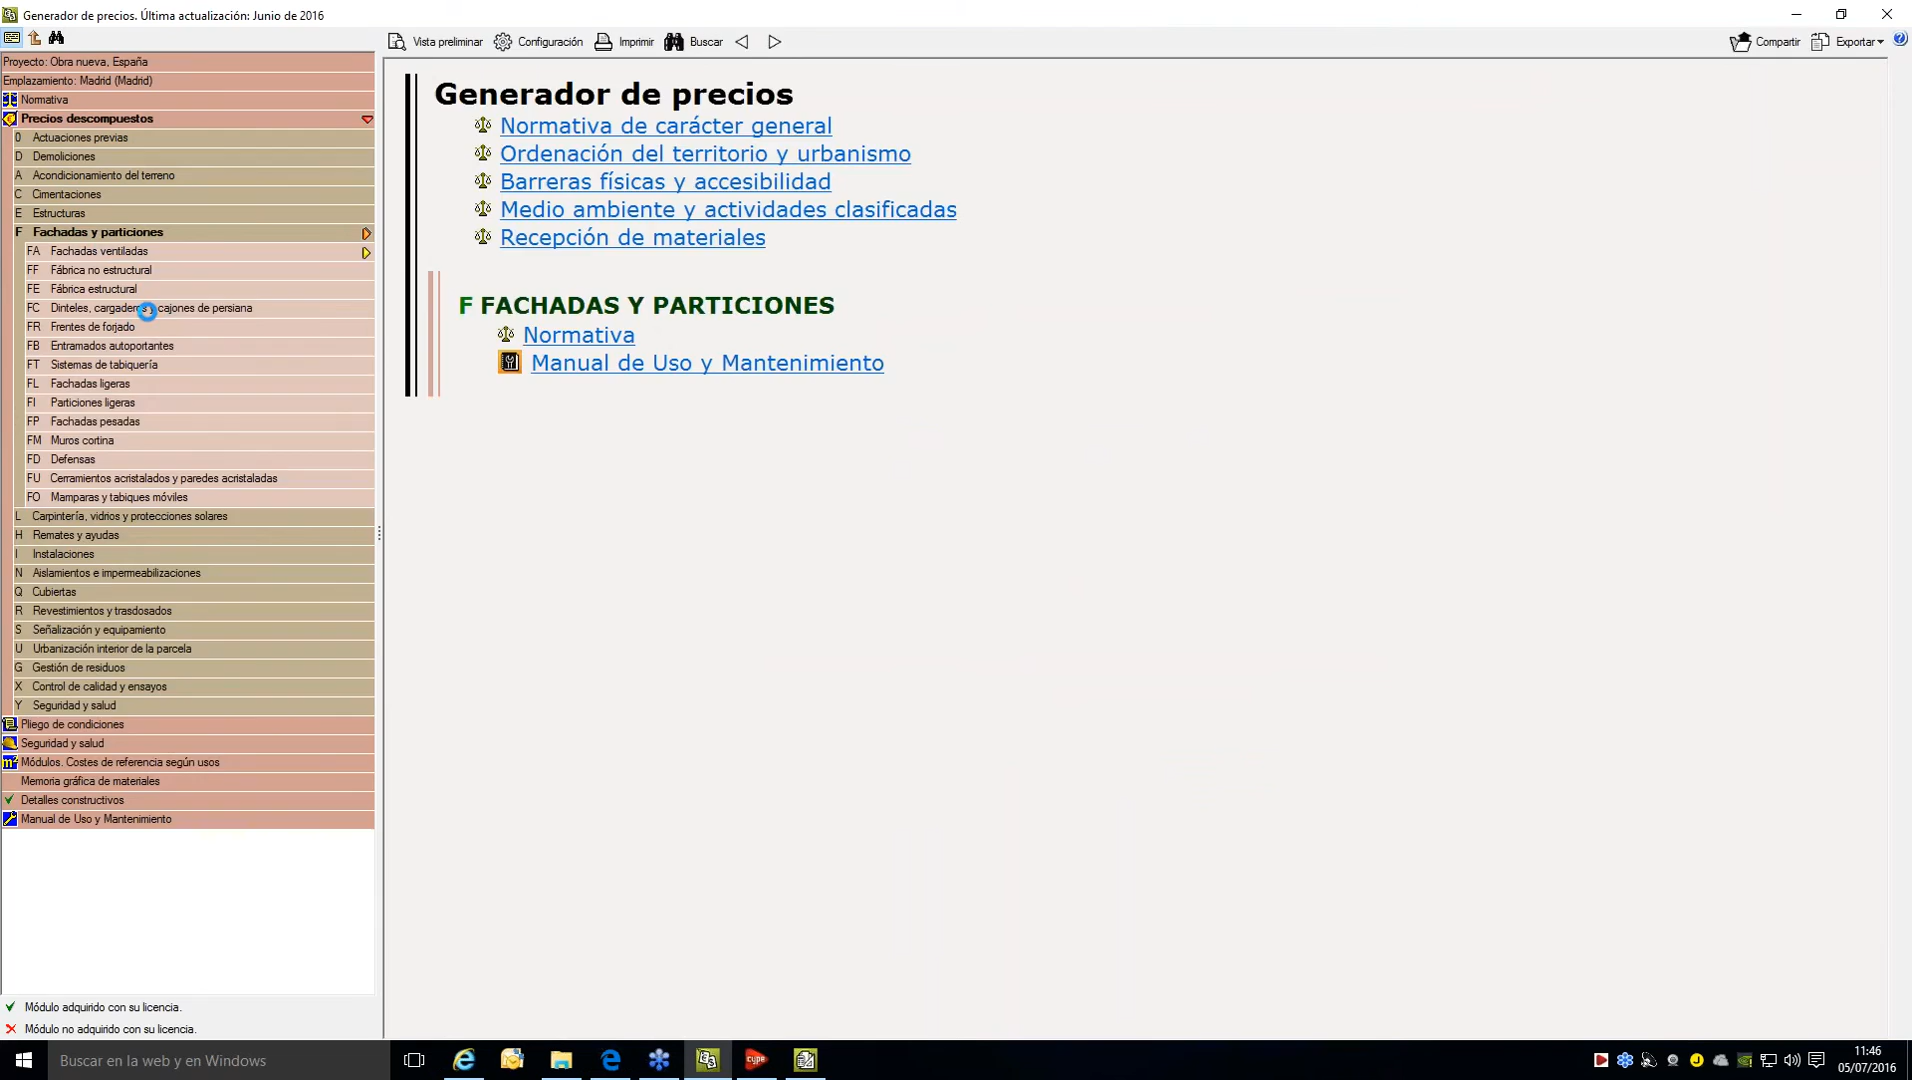 Generador de precios. Última actualización: Junio de 2016
Vista preliminar
Configuración
Imprimir
Buscar
Compartir
Exportar
Proyecto: Obra nueva, España
Emplazamiento: Madrid (Madrid)
Normativa
Precios descompuestos
0 Actuaciones previas
D Demoliciones
A Acondicionamiento del terreno
C Cimentaciones
E Estructuras
F Fachadas y particiones
FA Fachadas ventiladas
FF Fábrica no estructural
FE Fábrica estructural
FC Dinteles, cargaderos y cajones de persiana
FR Frentes de forjado
FB Entramados autoportantes
FT Sistemas de tabiquería
FL Fachadas ligeras
FI Particiones ligeras
FP Fachadas pesadas
FM Muros cortina
FD Defensas
FU Cerramientos acristalados y paredes acristaladas
FO Mamparas y tabiques móviles
L Carpintería, vidrios y protecciones solares
H Remates y ayudas
I Instalaciones
N Aislamientos e impermeabilizaciones
Q Cubiertas
R Revestimientos y trasdosados
S Señalización y equipamiento
U Urbanización interior de la parcela
G Gestión de residuos
X Control de calidad y ensayos
Y Seguridad y salud
Pliego de condiciones
Seguridad y salud
m² Módulos. Costes de referencia según usos
Memoria gráfica de materiales
Detalles constructivos
Manual de Uso y Mantenimiento
Módulo adquirido con su licencia.
Módulo no adquirido con su licencia.
Generador de precios
Normativa de carácter general
Ordenación del territorio y urbanismo
Barreras físicas y accesibilidad
Medio ambiente y actividades clasificadas
Recepción de materiales
F FACHADAS Y PARTICIONES
Normativa
Manual de Uso y Mantenimiento
Buscar en la web y en Windows
cype
11:46
05/07/2016